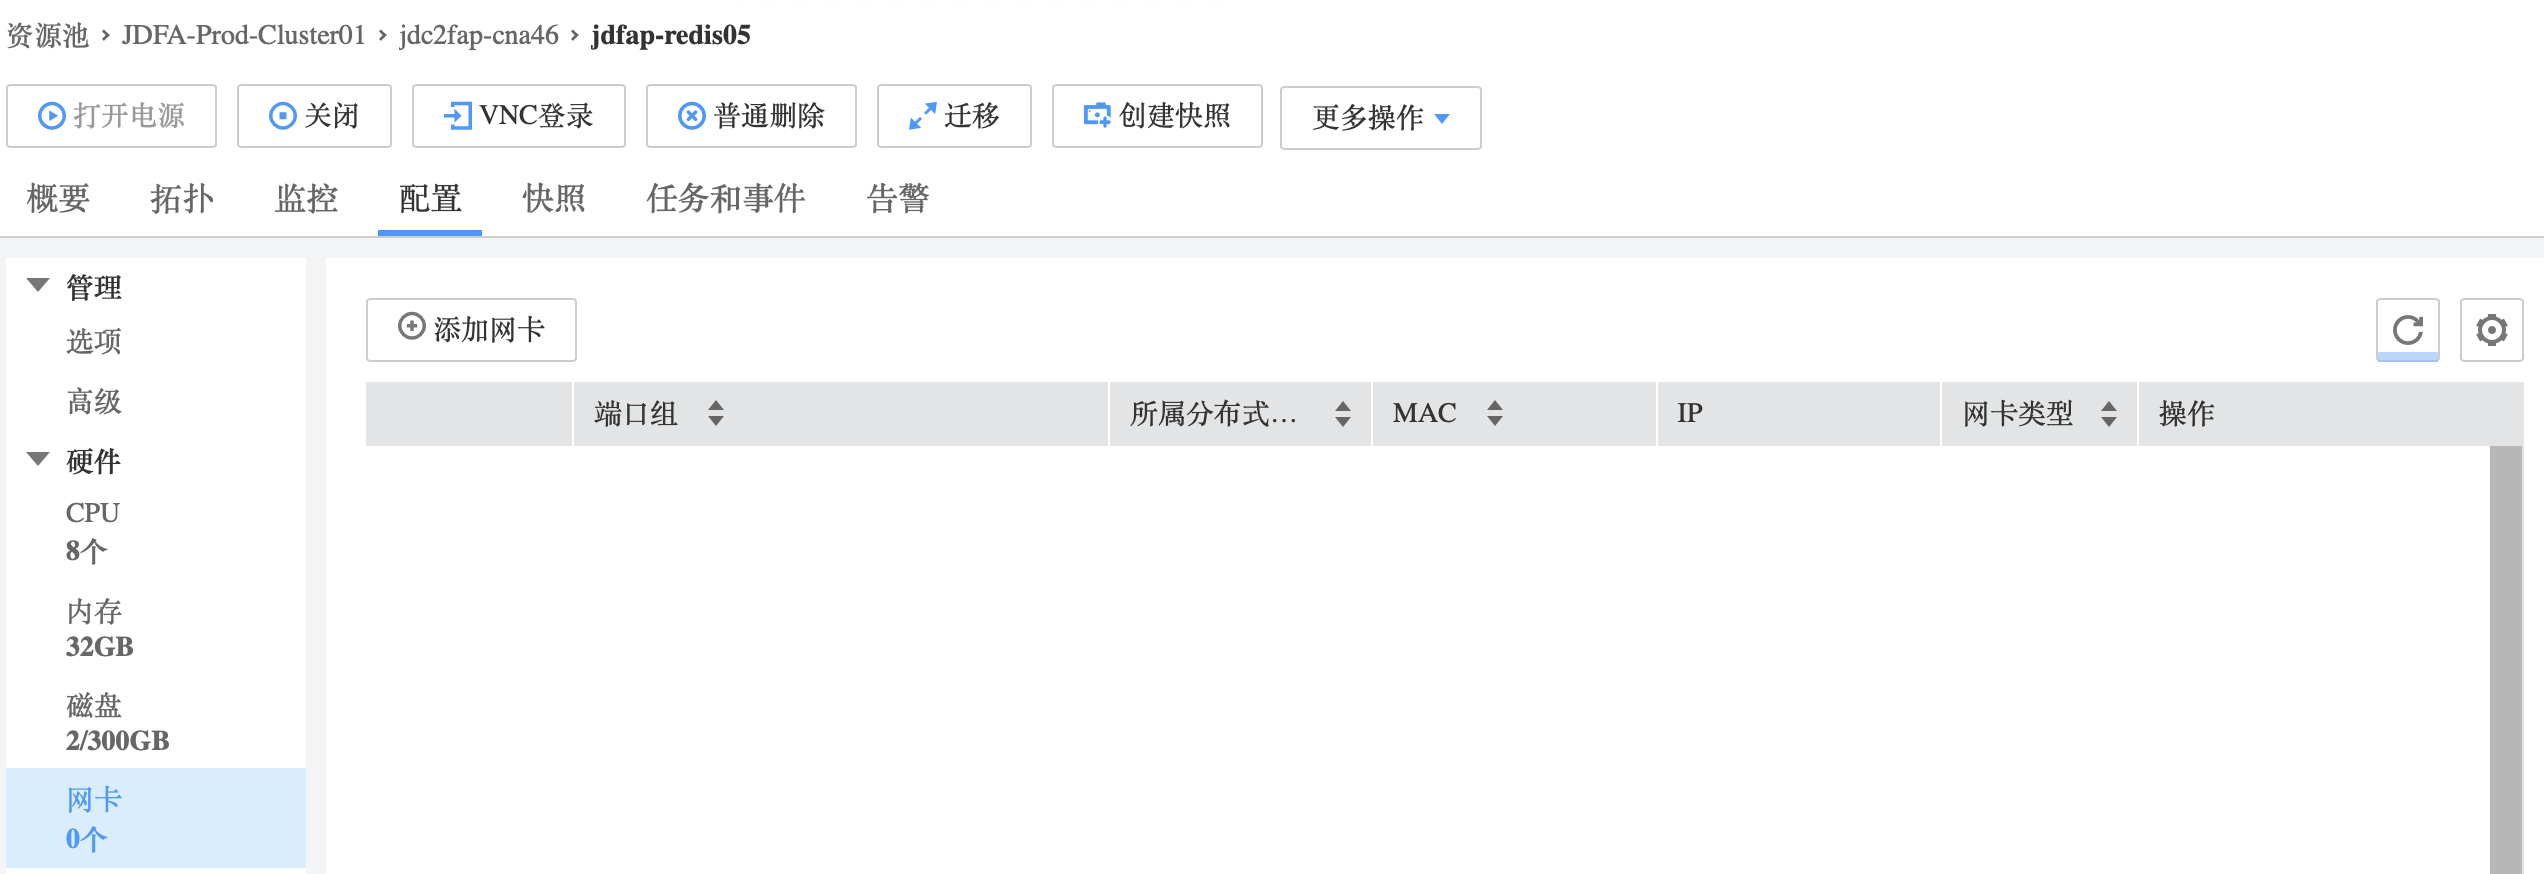 资源池 › JDFA-Prod-Cluster01 › jdc2fap-cna46 › jdfap-redis05
打开电源 关闭 VNC登录 普通删除 迁移 创建快照 更多操作
概要 拓扑 监控 配置 快照 任务和事件 告警
管理
选项
高级
硬件
CPU
8个
内存
32GB
磁盘
2/300GB
网卡
0个
添加网卡
端口组 所属分布式... MAC IP 网卡类型 操作